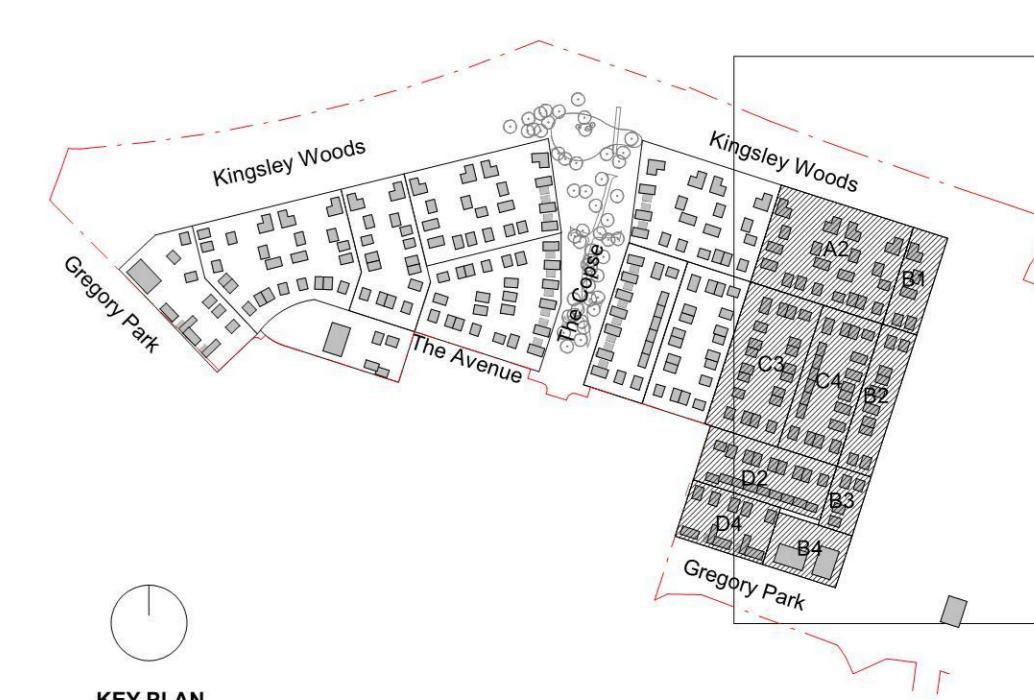 Kingsley Woods
Kingsley Woods
Gregory Park
The Copse
The Avenue
A2
B1
C3
C4
B2
D2
B3
D4
B4
Gregory Park
KEY PLAN